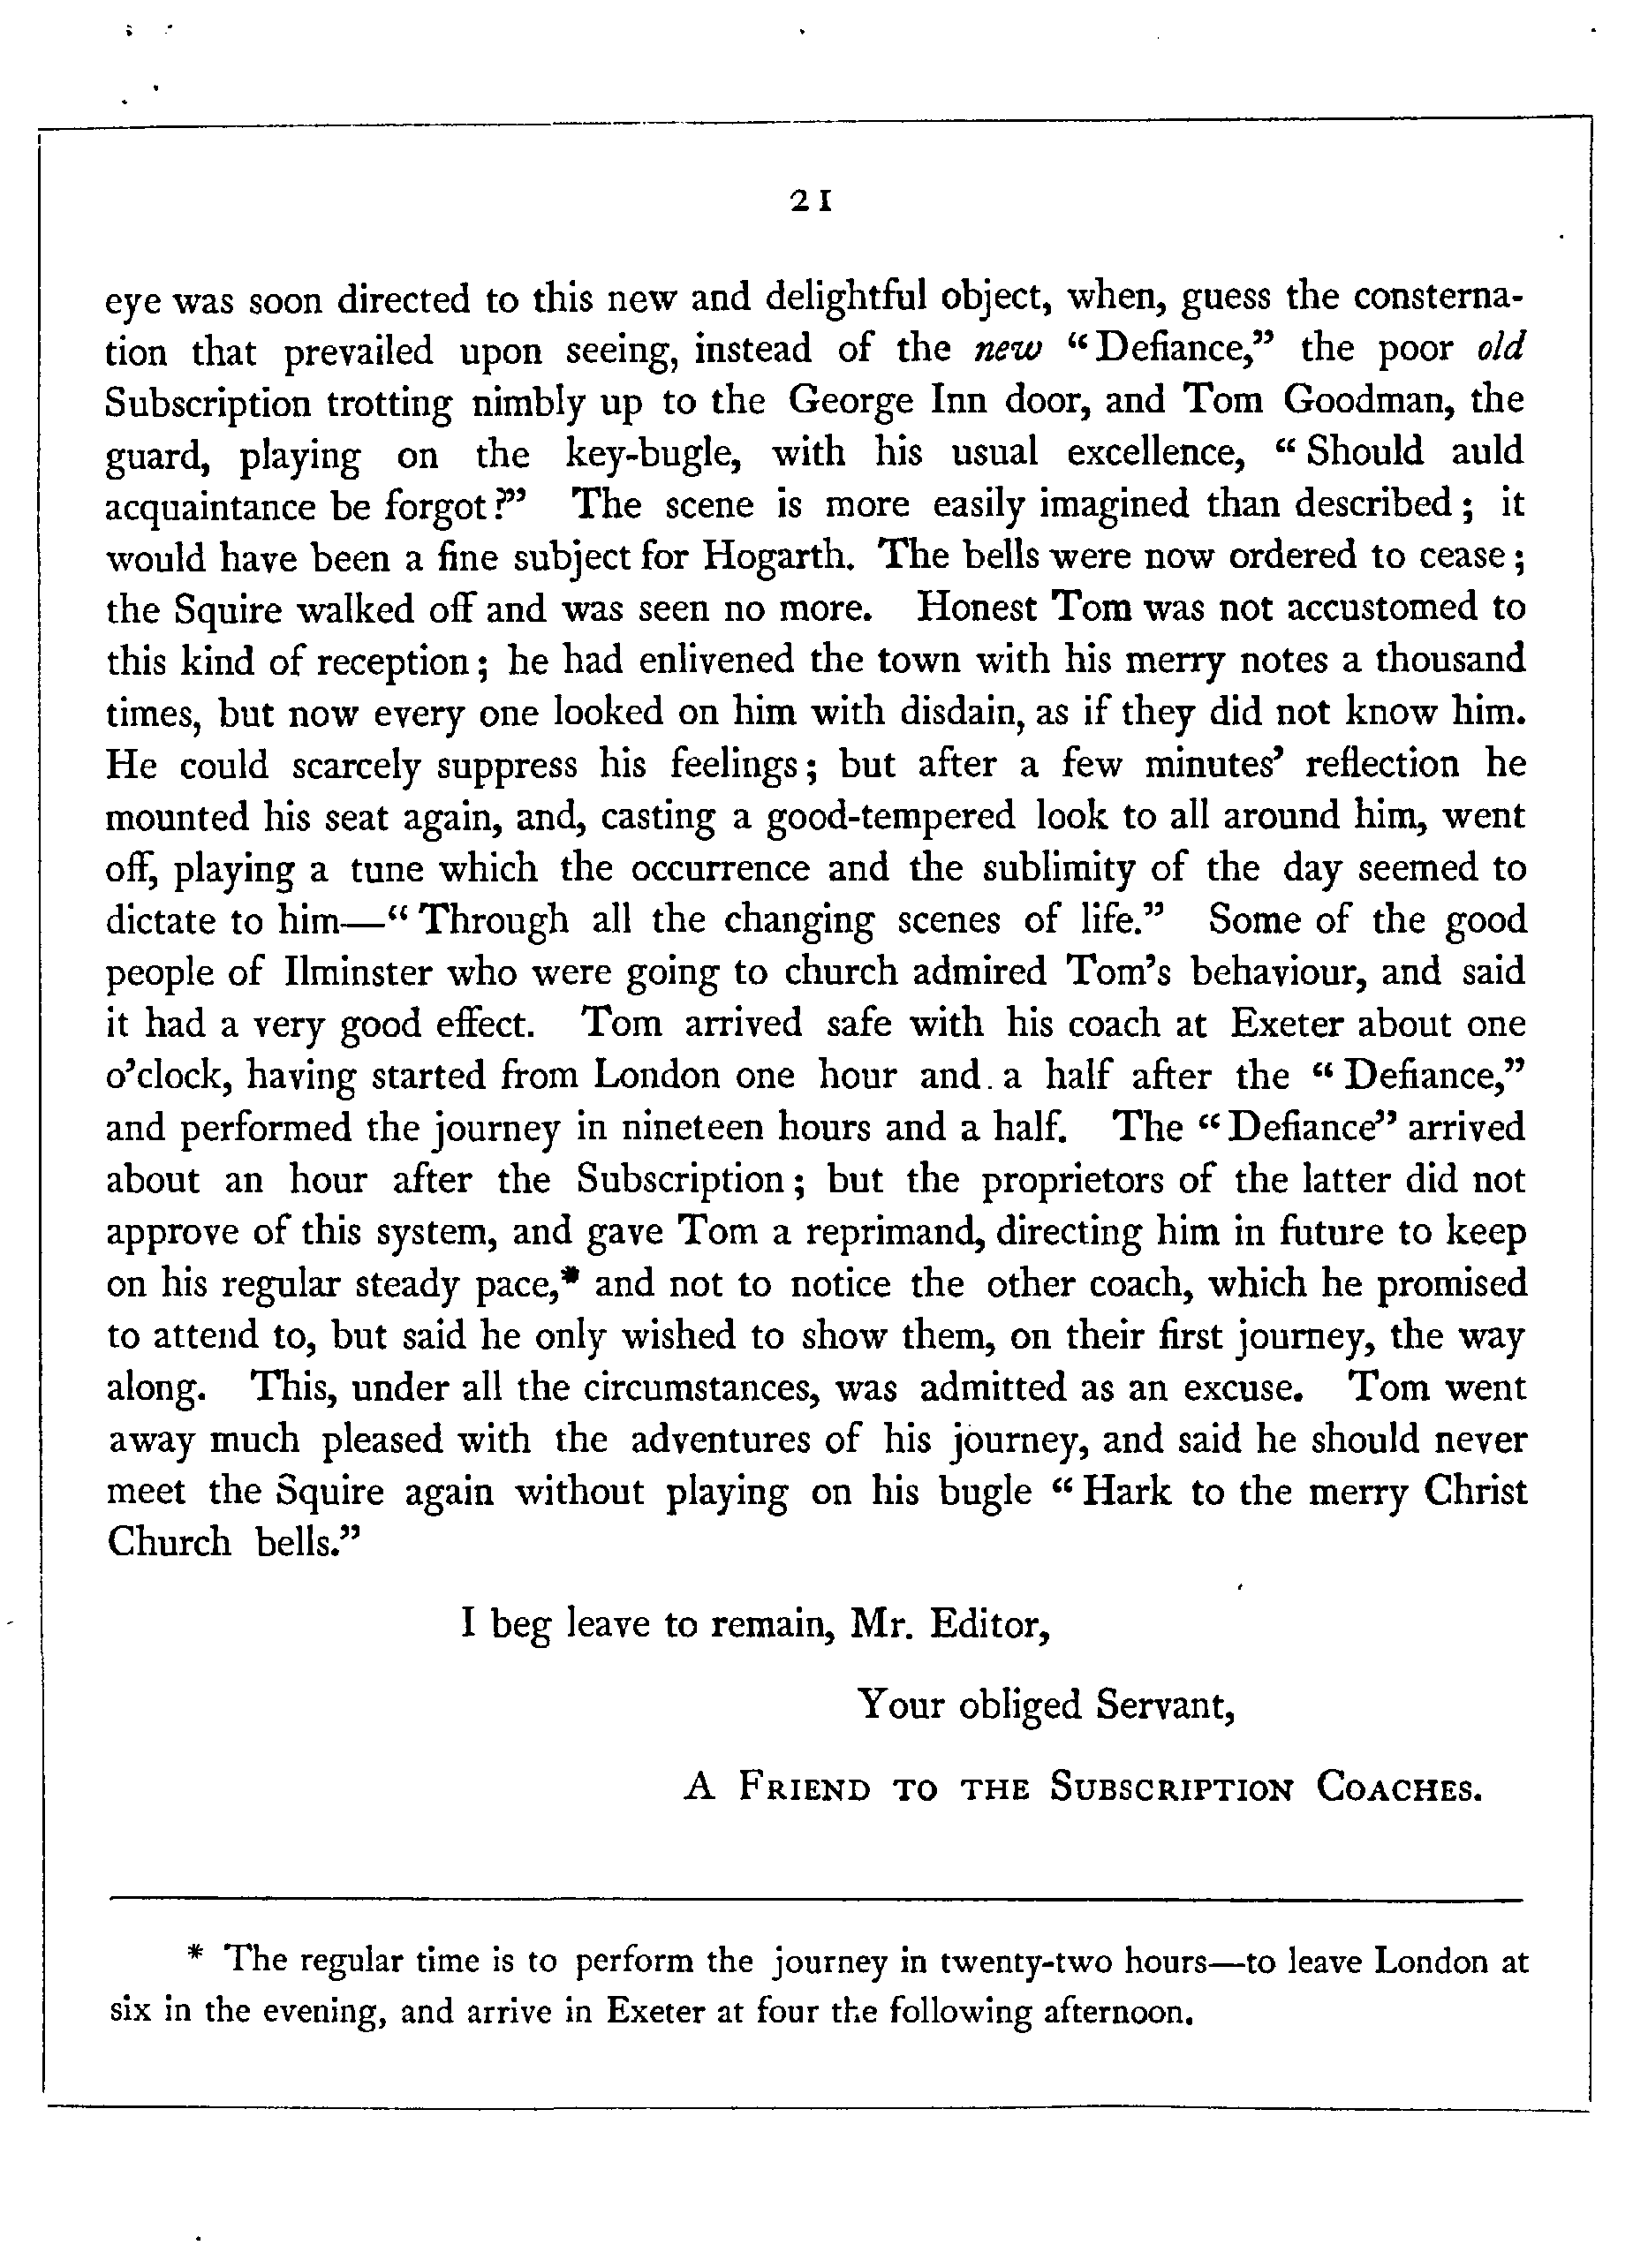 21
eye was soon directed to this new and delightful object, when, guess the consterna-
tion that prevailed upon seeing, instead of the new “Defiance,” the poor old
Subscription trotting nimbly up to the George Inn door, and Tom Goodman, the
guard, playing on the key-bugle, with his usual excellence, “Should auld
acquaintance be forgot?” The scene is more easily imagined than described; it
would have been a fine subject for Hogarth. The bells were now ordered to cease;
the Squire walked off and was seen no more. Honest Tom was not accustomed to
this kind of reception; he had enlivened the town with his merry notes a thousand
times, but now every one looked on him with disdain, as if they did not know him.
He could scarcely suppress his feelings; but after a few minutes’ reflection he
mounted his seat again, and, casting a good-tempered look to all around him, went
off, playing a tune which the occurrence and the sublimity of the day seemed to
dictate to him—“Through all the changing scenes of life.” Some of the good
people of Ilminster who were going to church admired Tom’s behaviour, and said
it had a very good effect. Tom arrived safe with his coach at Exeter about one
o’clock, having started from London one hour and a half after the “Defiance,”
and performed the journey in nineteen hours and a half. The “Defiance” arrived
about an hour after the Subscription; but the proprietors of the latter did not
approve of this system, and gave Tom a reprimand, directing him in future to keep
on his regular steady pace,* and not to notice the other coach, which he promised
to attend to, but said he only wished to show them, on their first journey, the way
along. This, under all the circumstances, was admitted as an excuse. Tom went
away much pleased with the adventures of his journey, and said he should never
meet the Squire again without playing on his bugle “Hark to the merry Christ
Church bells.”
I beg leave to remain, Mr. Editor,
Your obliged Servant,
A FRIEND TO THE SUBSCRIPTION COACHES.
* The regular time is to perform the journey in twenty-two hours—to leave London at
six in the evening, and arrive in Exeter at four the following afternoon.